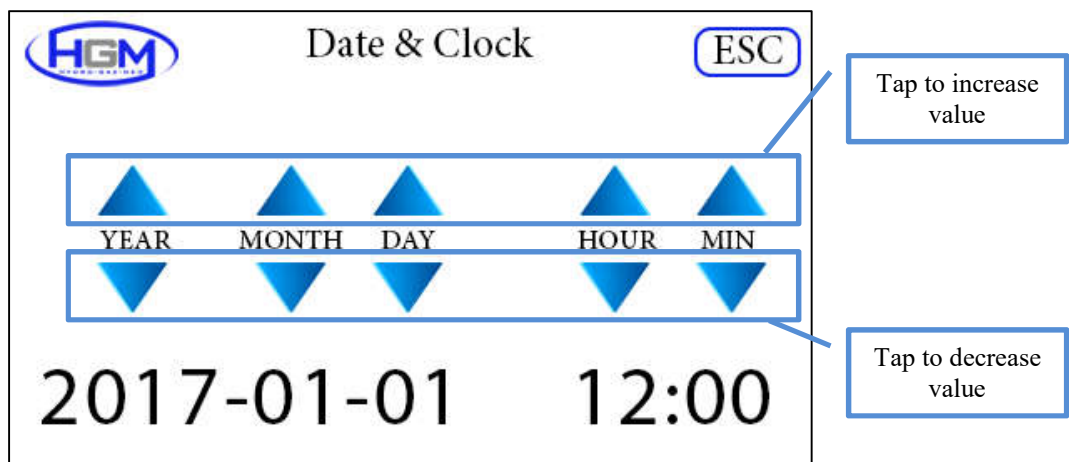 HGM
Date & Clock
ESC
Tap to increase
value
YEAR MONTH DAY HOUR MIN
Tap to decrease
value
2017-01-01 12:00